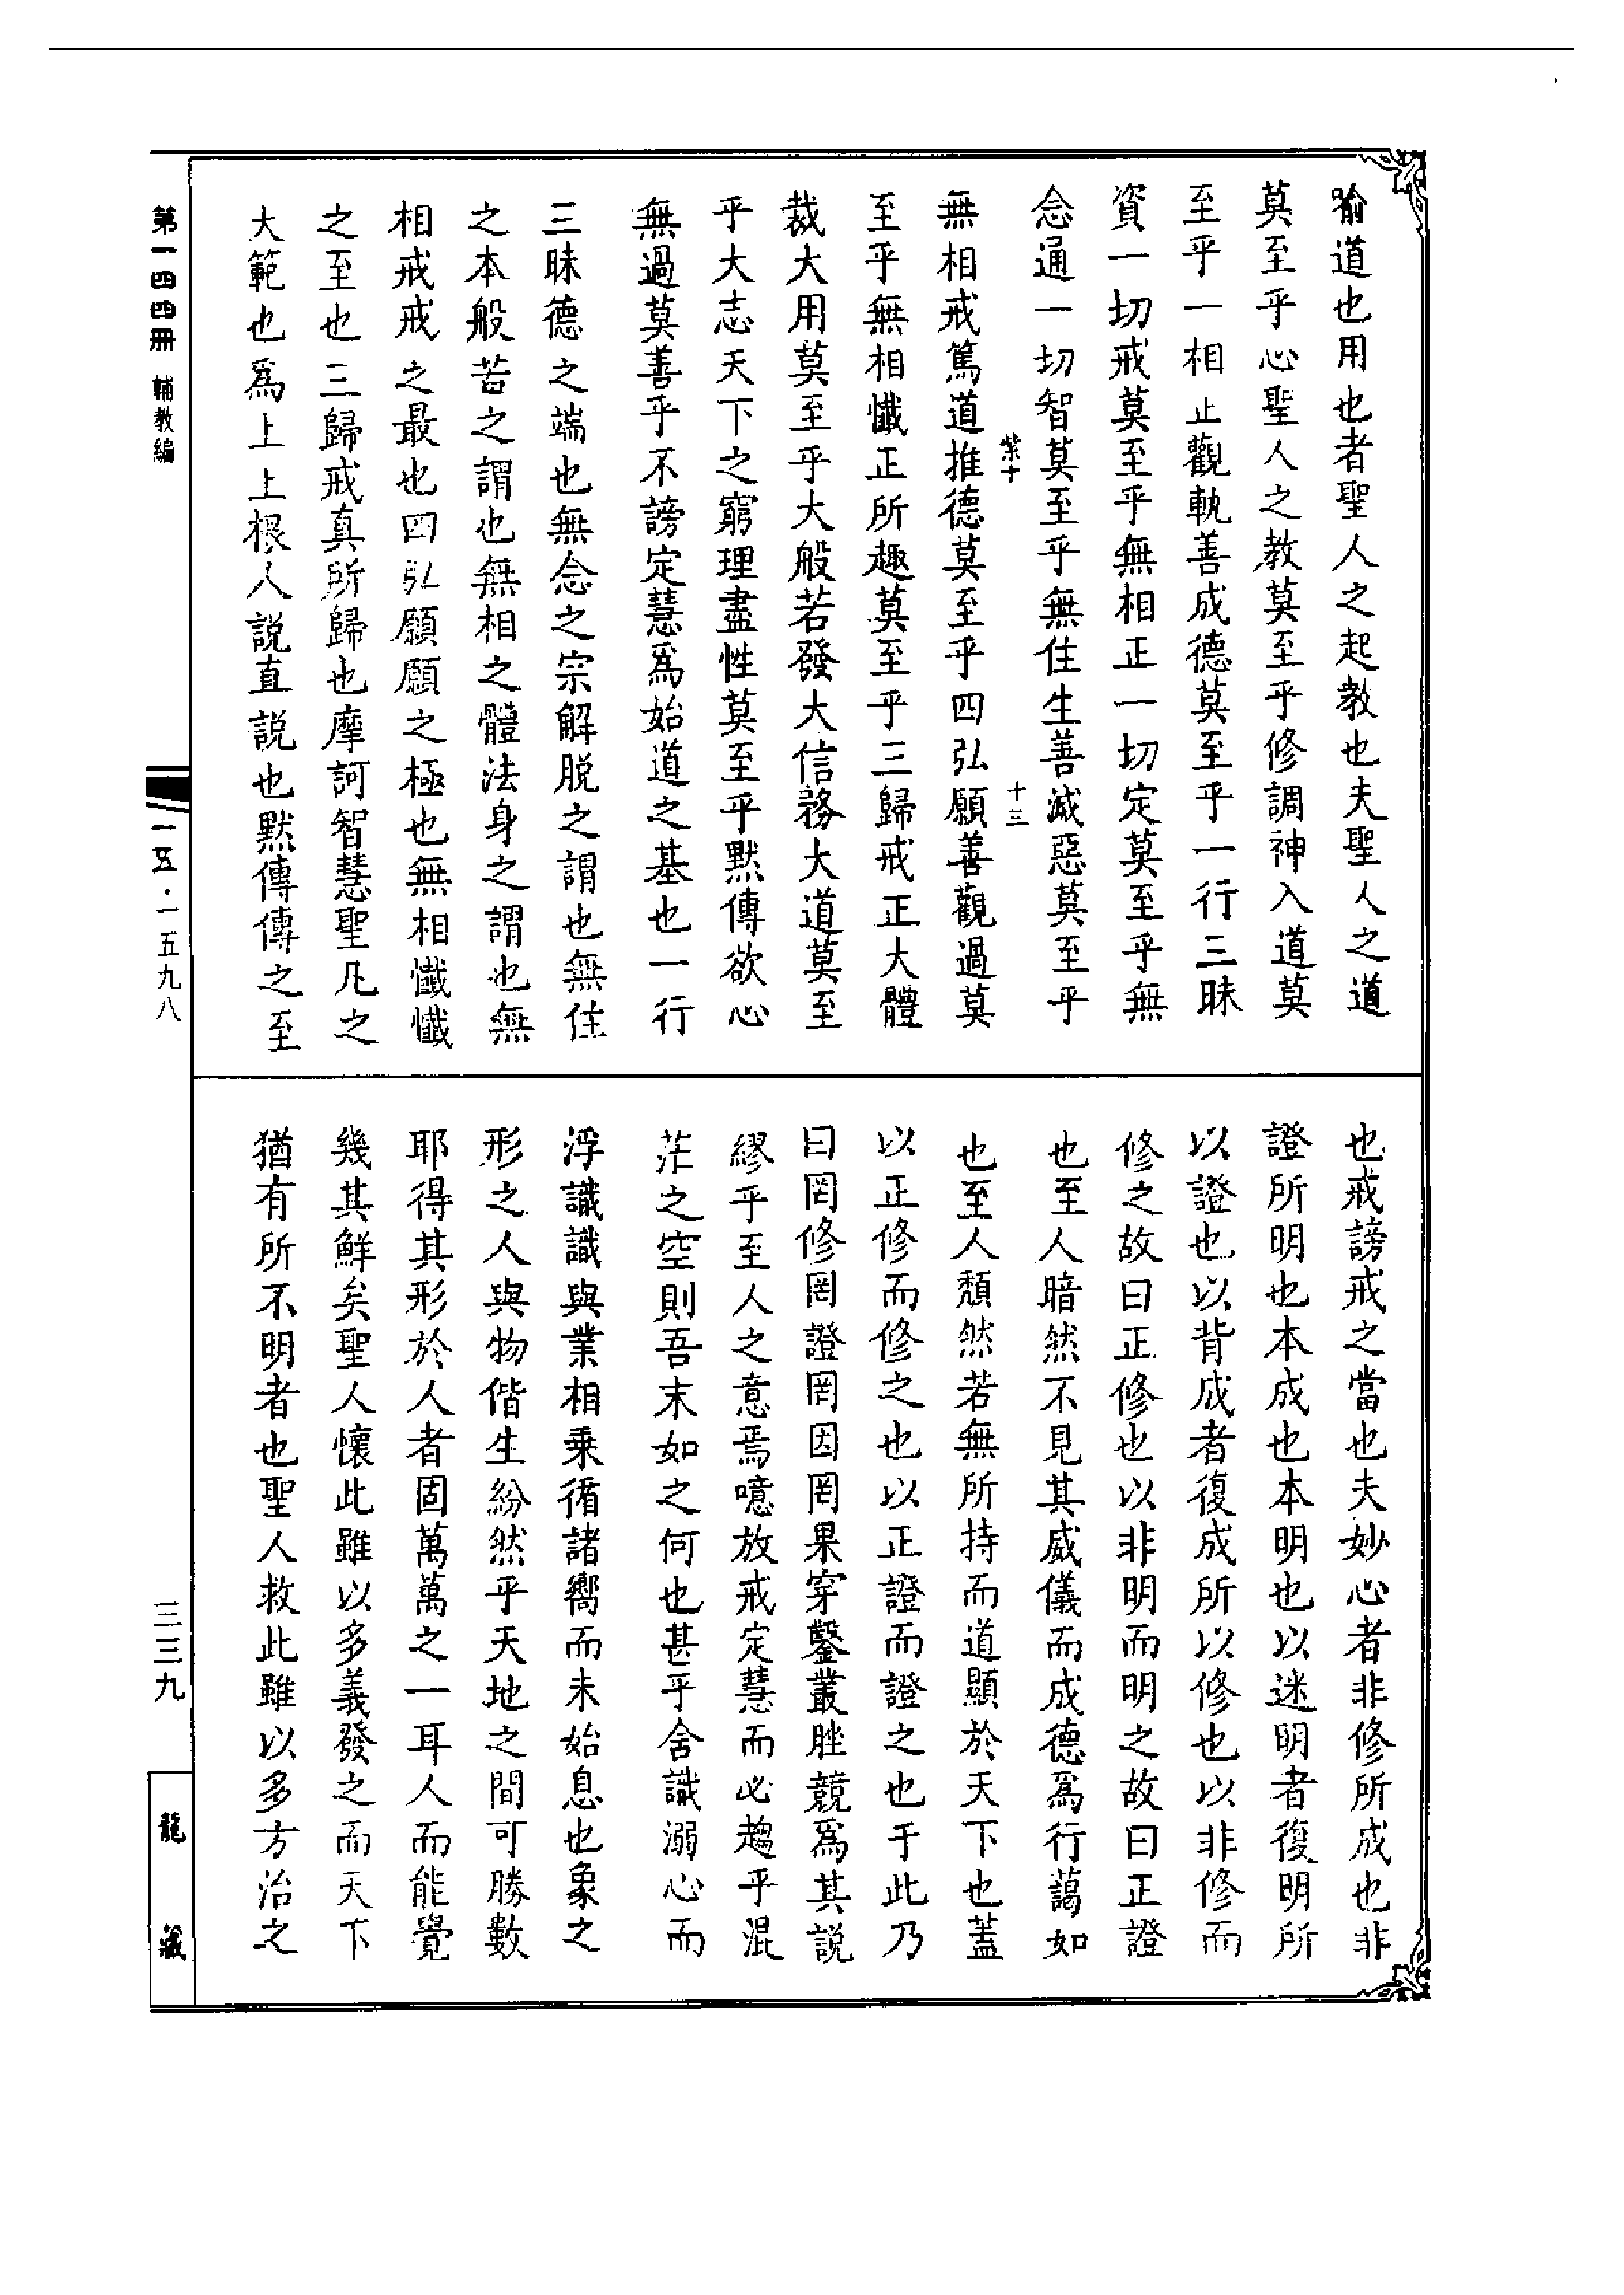 喻道也用也者聖人之起教也夫聖人之道
莫至乎心聖人之教莫至乎修調神入道莫
至乎一相止觀軌善成德莫至乎一行三昧
資一切戒莫至乎無相正一切定莫至乎無
念通一切智莫至乎無住生善滅惡莫至乎
紫十 十三
無相戒篤道推德莫至乎四弘願善觀過莫
至乎無相懺正所趣莫至乎三歸戒正大體
裁大用莫至乎大般若發大信務大道莫至
乎大志天下之窮理盡性莫至乎默傳欲心
無過莫善乎不謗定慧爲始道之基也一行
三昧德之端也無念之宗解脱之謂也無住
之本般若之謂也無相之體法身之謂也無
相戒戒之最也四弘願願之極也無相懺懺
之至也三歸戒真所歸也摩訶智慧聖凡之
大範也爲上上根人説直説也默傳傳之至
也戒謗戒之當也夫妙心者非修所成也非
證所明也本成也本明也以迷明者復明所
以證也以背成者復成所以修也以非修而
修之故曰正修也以非明而明之故曰正證
也至人暗然不見其威儀而成德爲行藹如
也至人頹然若無所持而道顯於天下也蓋
以正修而修之也以正證而證之也于此乃
曰罔修罔證罔因罔果穿鑿叢脞競爲其説
繆乎至人之意焉噫放戒定慧而必趨乎混
茫之空則吾末如之何也甚乎含識溺心而
浮識識與業相乗循諸嚮而未始息也象之
形之人與物偕生紛然乎天地之間可勝數
耶得其形於人者固萬萬之一耳人而能覺
幾其鮮矣聖人懷此雖以多義發之而天下
猶有所不明者也聖人救此雖以多方治之
第一四四冊 輔教編
一五·一五九八
三三九
龍藏